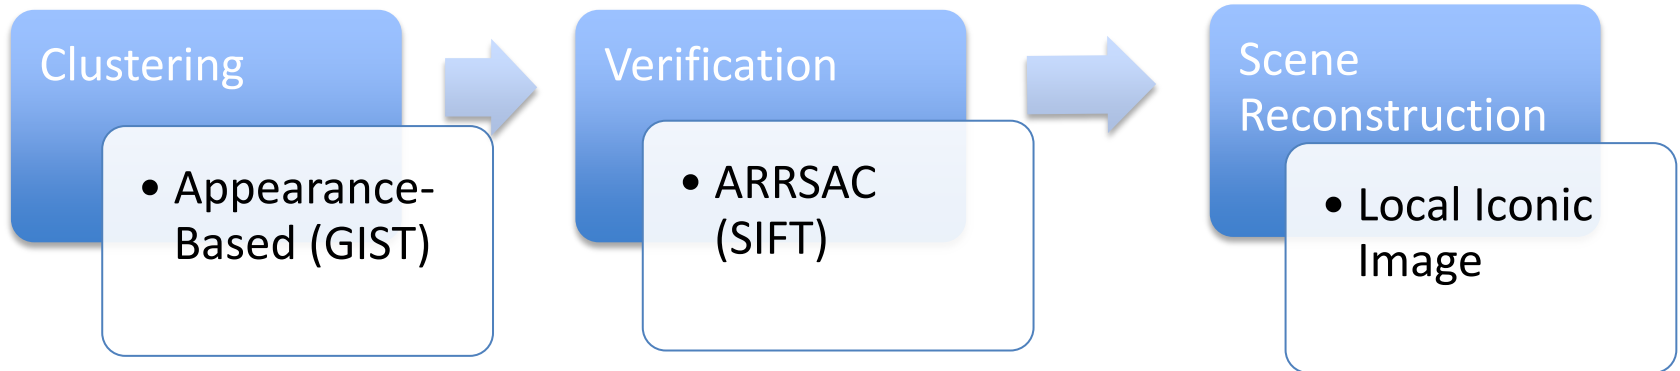 Clustering
• Appearance-
Based (GIST)
Verification
• ARRSAC
(SIFT)
Scene
Reconstruction
• Local Iconic
Image